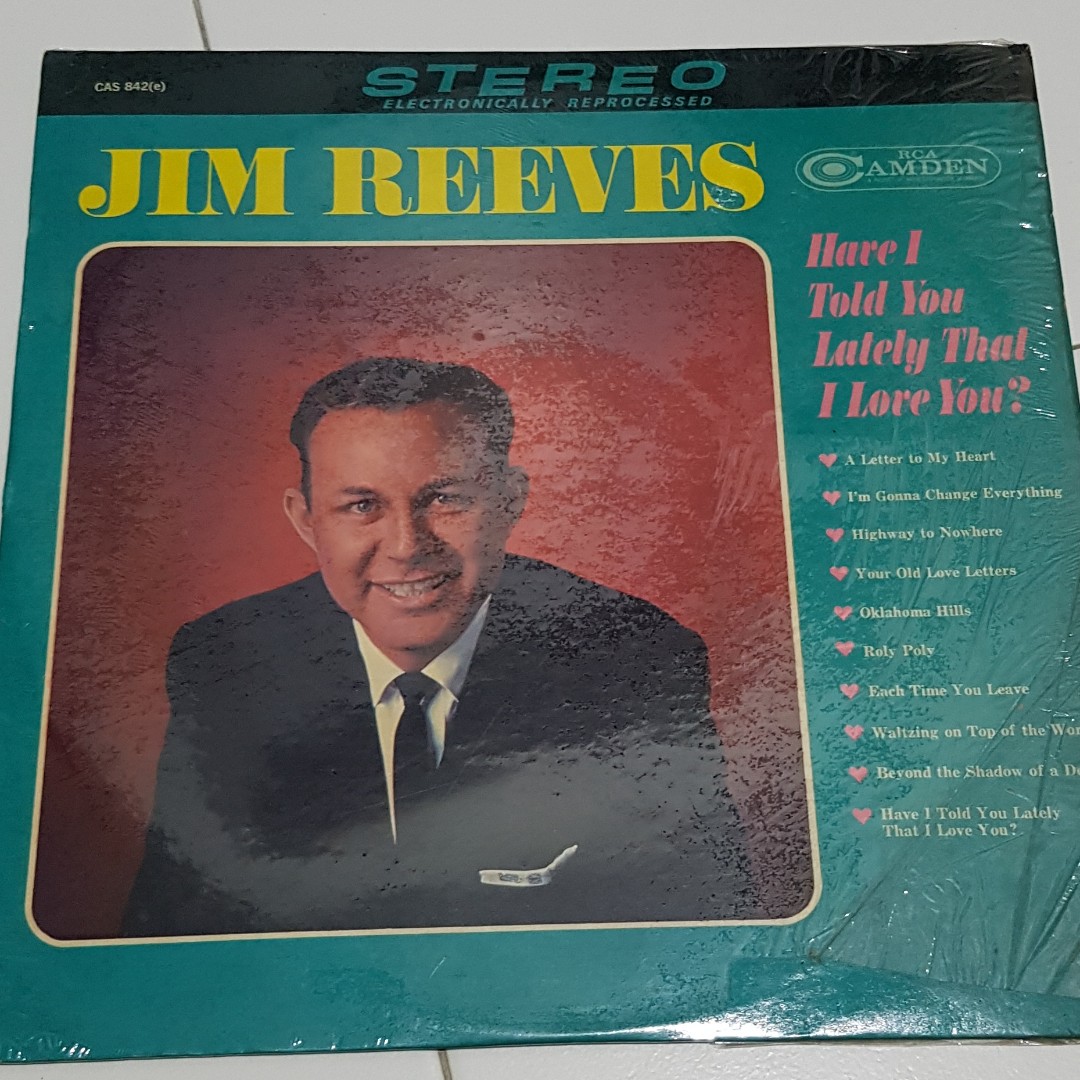 CAS 842(e)
STEREO
ELECTRONICALLY REPROCESSED
JIM REEVES
RCA
CAMDEN
Have I
Told You
Lately That
I Love You?
A Letter to My Heart
I'm Gonna Change Everything
Highway to Nowhere
Your Old Love Letters
Oklahoma Hills
Roly Poly
Each Time You Leave
Waltzing on Top of the
Beyond the Shadow of a
Have I Told You Lately
That I Love You?